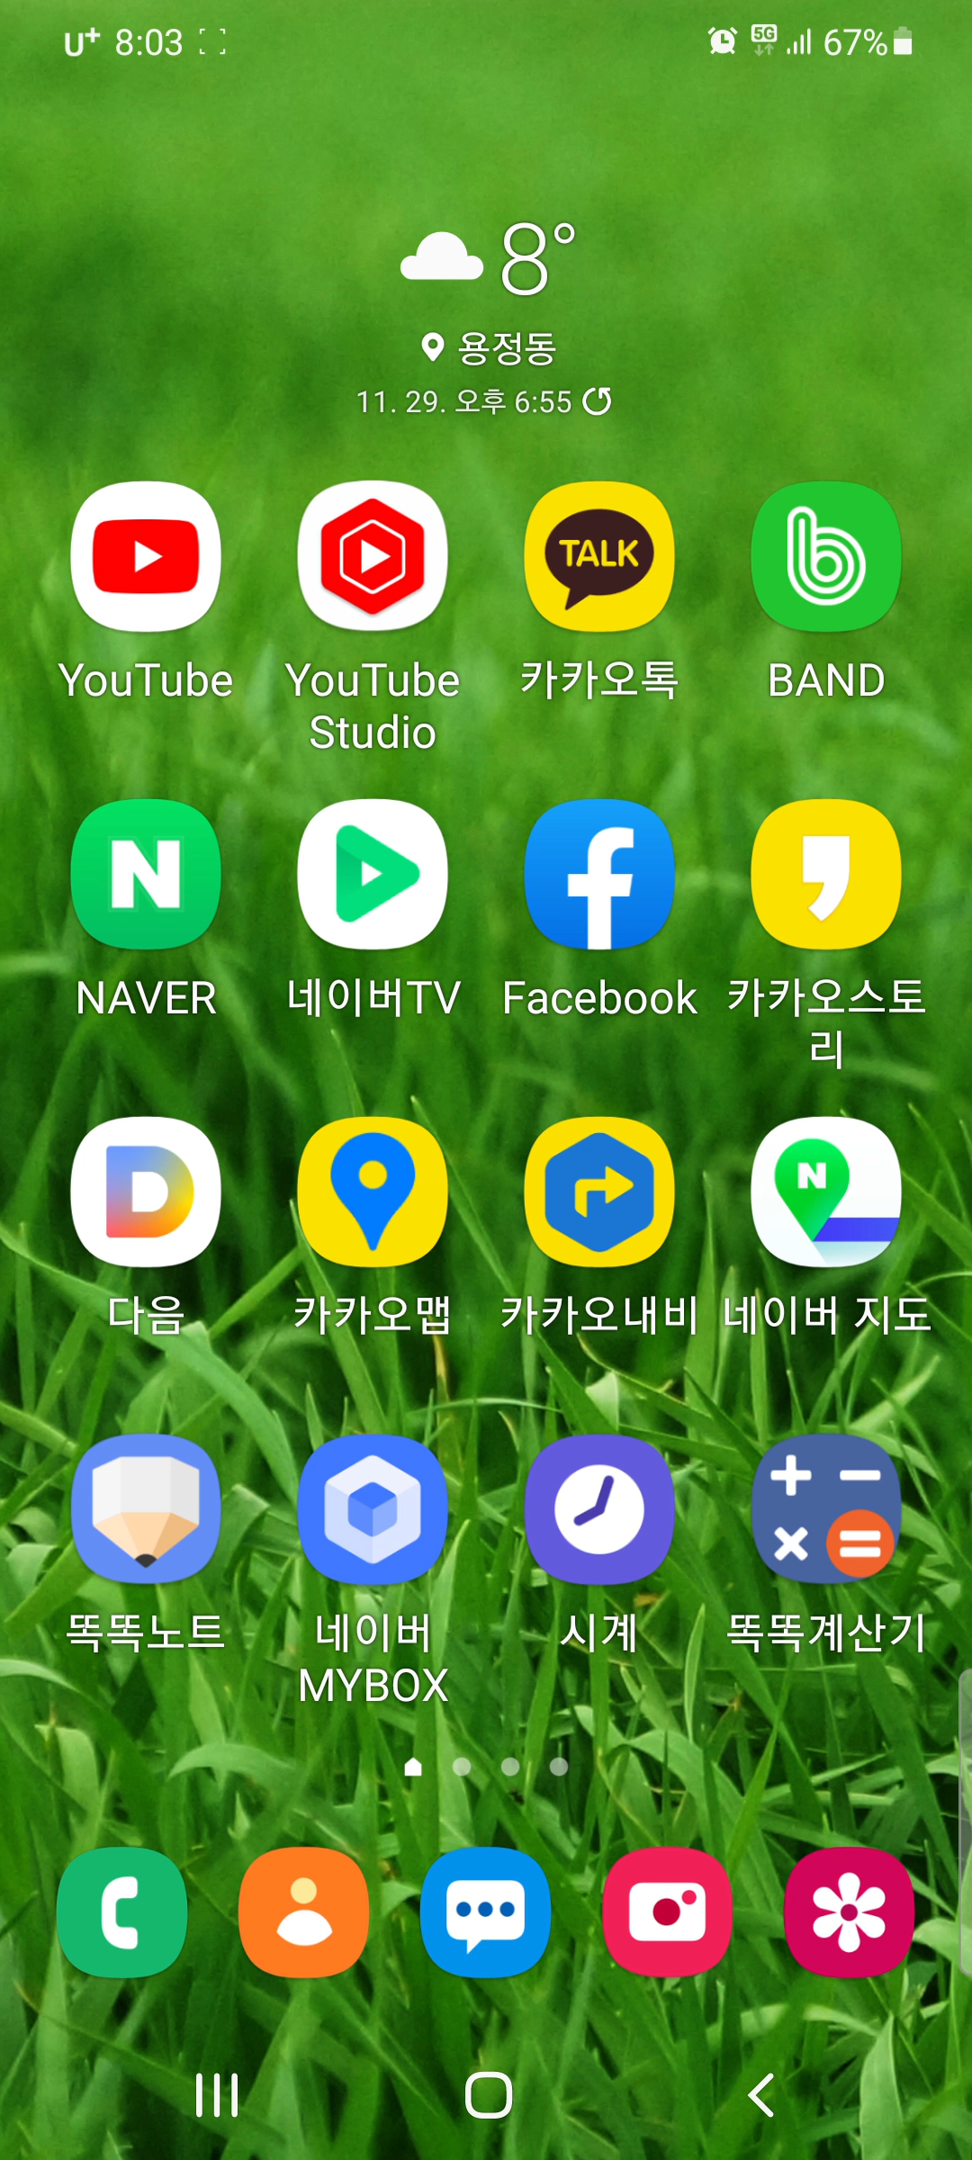 U+ 8:03 5G 67%
8°
용정동
11. 29. 오후 6:55
TALK
YouTube YouTube Studio 카카오톡 BAND
N
NAVER 네이버TV Facebook 카카오스토리
N
다음 카카오맵 카카오내비 네이버 지도
똑똑노트 네이버 MYBOX 시계 똑똑계산기